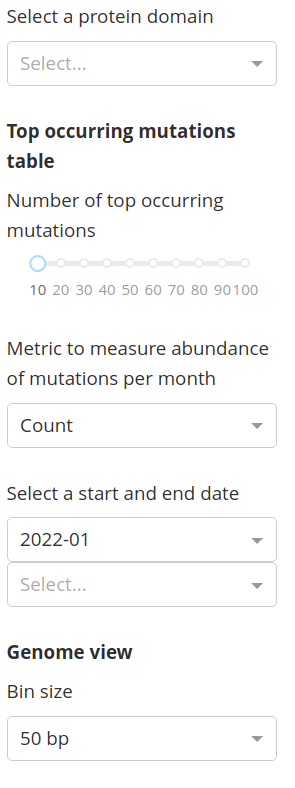 Select a protein domain
Select...
Top occurring mutations
table
Number of top occurring
mutations
10 20 30 40 50 60 70 80 90 100
Metric to measure abundance
of mutations per month
Count
Select a start and end date
2022-01
Select...
Genome view
Bin size
50 bp